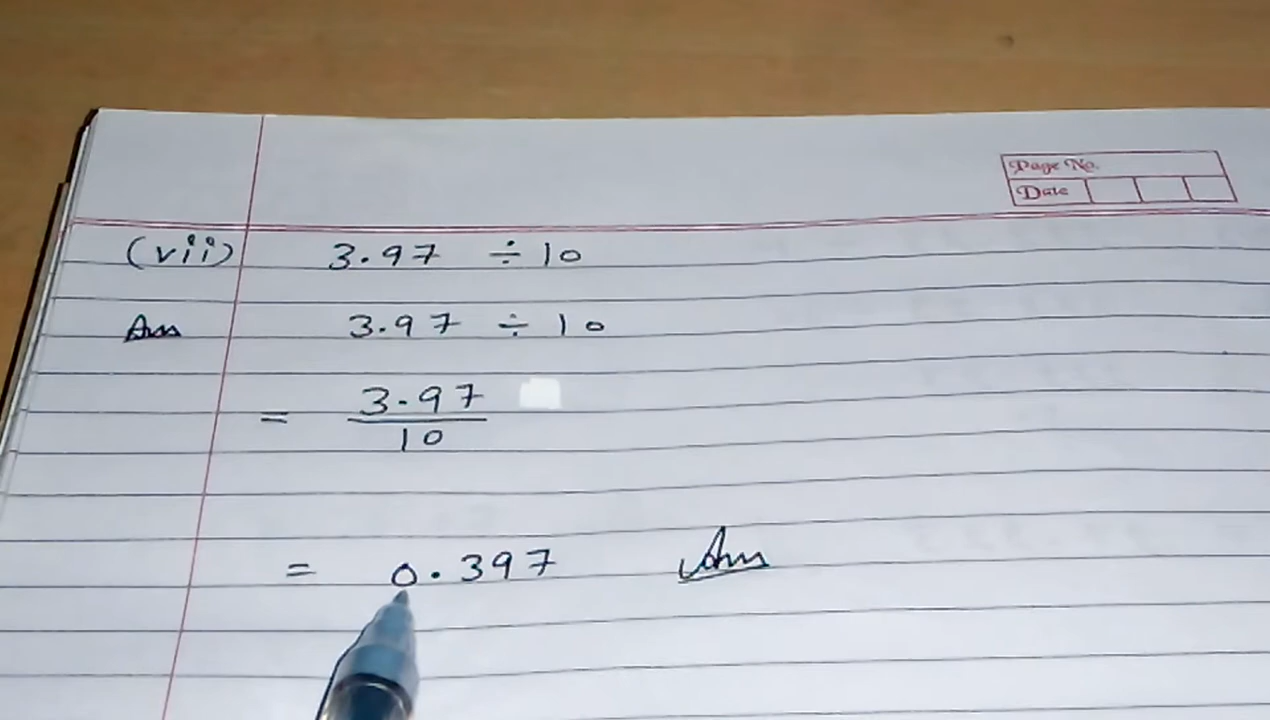 Page No.
Date
(vii) 3.97 ÷ 10
Ans 3.97 ÷ 10
= 3.97
10
= 0.397 Ans